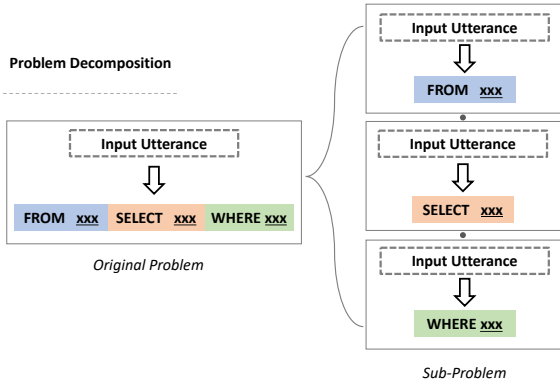 Problem Decomposition
Input Utterance
FROM xxx SELECT xxx WHERE xxx
Original Problem
Input Utterance
FROM xxx
Input Utterance
SELECT xxx
Input Utterance
WHERE xxx
Sub-Problem